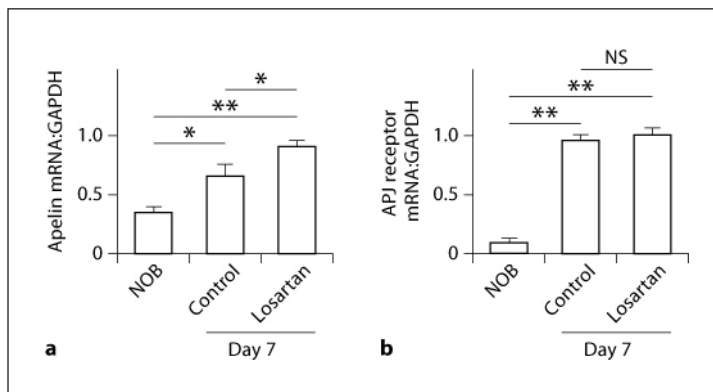 Apelin mRNA:GAPDH
1.0
0.5
0
*
**
*
NOB
Control
Losartan
Day 7
a
APJ receptor
mRNA:GAPDH
1.0
0.5
0
NS
**
**
NOB
Control
Losartan
Day 7
b